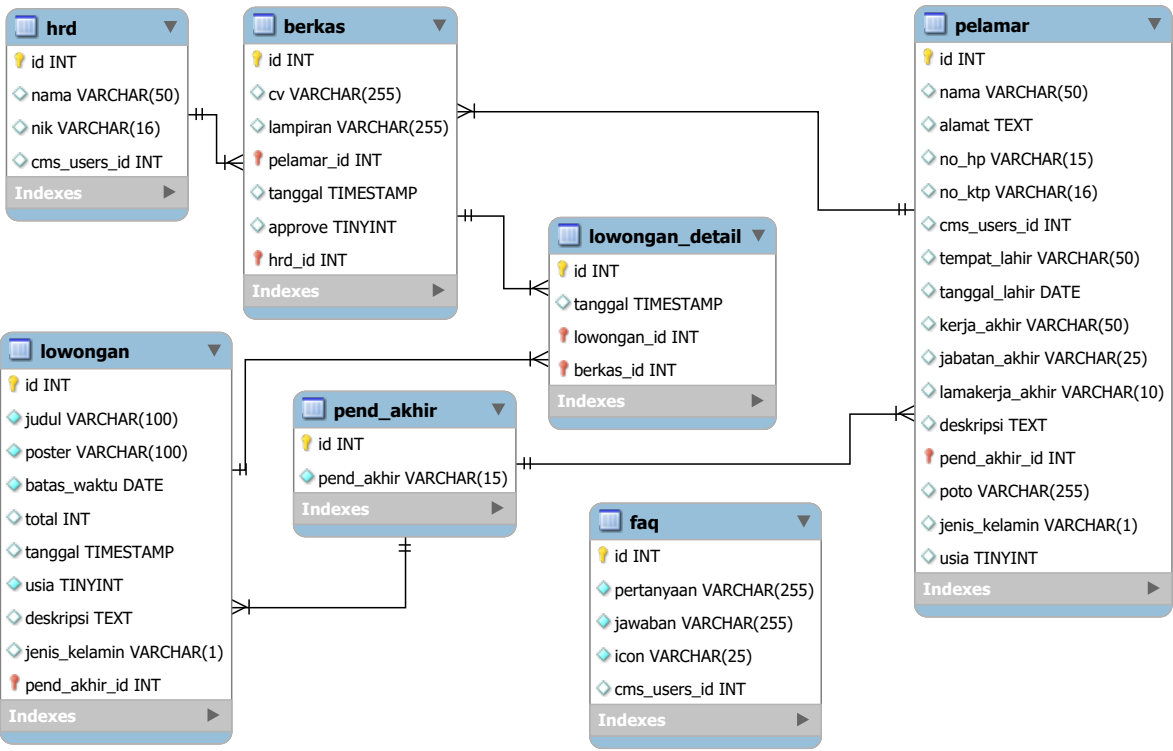 hrd
id INT
nama VARCHAR(50)
nik VARCHAR(16)
cms_users_id INT
Indexes
berkas
id INT
cv VARCHAR(255)
lampiran VARCHAR(255)
pelamar_id INT
tanggal TIMESTAMP
approve TINYINT
hrd_id INT
Indexes
pelamar
id INT
nama VARCHAR(50)
alamat TEXT
no_hp VARCHAR(15)
no_ktp VARCHAR(16)
cms_users_id INT
tempat_lahir VARCHAR(50)
tanggal_lahir DATE
kerja_akhir VARCHAR(50)
jabatan_akhir VARCHAR(25)
lamakerja_akhir VARCHAR(10)
deskripsi TEXT
pend_akhir_id INT
poto VARCHAR(255)
jenis_kelamin VARCHAR(1)
usia TINYINT
Indexes
lowongan_detail
id INT
tanggal TIMESTAMP
lowongan_id INT
berkas_id INT
Indexes
lowongan
id INT
judul VARCHAR(100)
poster VARCHAR(100)
batas_waktu DATE
total INT
tanggal TIMESTAMP
usia TINYINT
deskripsi TEXT
jenis_kelamin VARCHAR(1)
pend_akhir_id INT
Indexes
pend_akhir
id INT
pend_akhir VARCHAR(15)
Indexes
faq
id INT
pertanyaan VARCHAR(255)
jawaban VARCHAR(255)
icon VARCHAR(25)
cms_users_id INT
Indexes